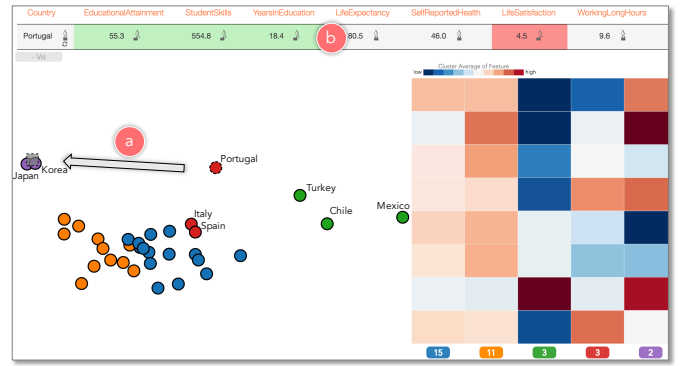 Country EducationalAttainment StudentSkills YearsInEducation LifeExpectancy SelfReportedHealth LifeSatisfaction WorkingLongHours
Portugal 55.3 554.8 18.4 b 80.5 46.0 4.5 9.6
- Vis
Cluster Average of Feature
low high
a
Portugal
Korea
Japan
Turkey
Mexico
Italy
Chile
Spain
15 11 3 3 2